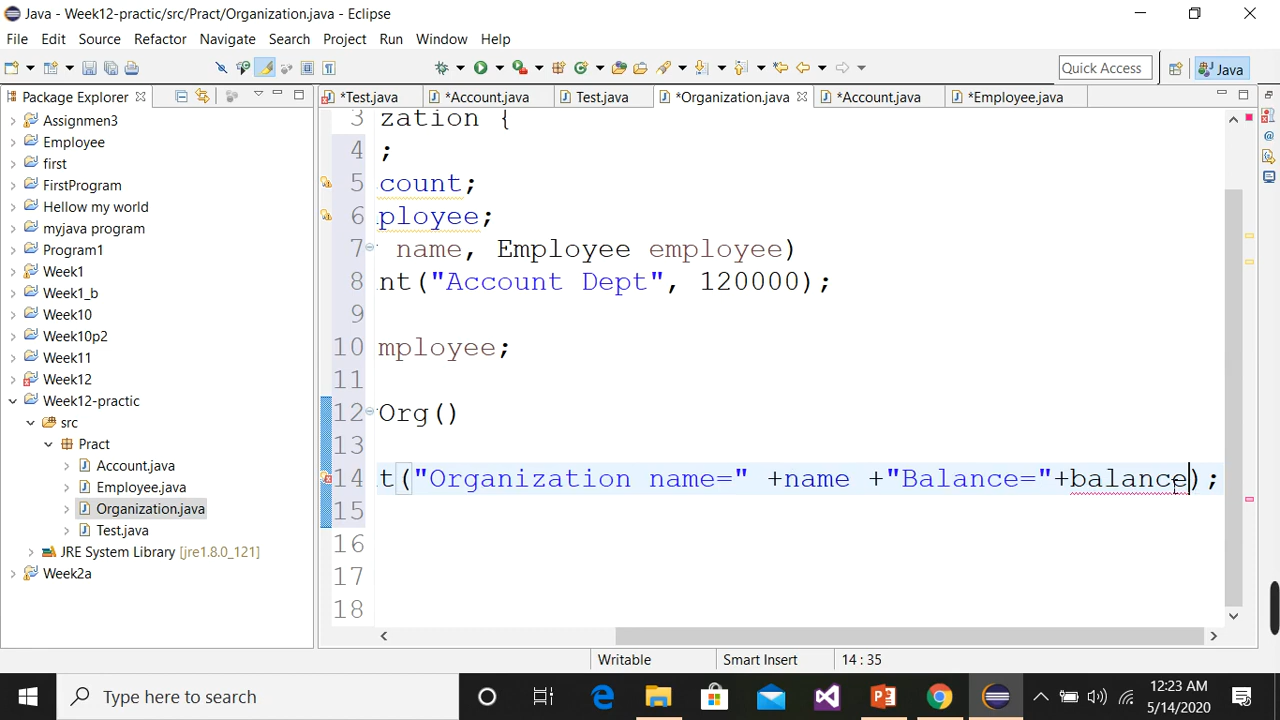 Java - Week12-practic/src/Pract/Organization.java - Eclipse
File Edit Source Refactor Navigate Search Project Run Window Help
Quick Access Java
Package Explorer
*Test.java *Account.java Test.java *Organization.java *Account.java *Employee.java
Assignmen3
Employee
first
FirstProgram
Hellow my world
myjava program
Program1
Week1
Week1_b
Week10
Week10p2
Week11
Week12
Week12-practic
src
Pract
Account.java
Employee.java
Organization.java
Test.java
JRE System Library [jre1.8.0_121]
Week2a
3 zation {
4 ;
5 count;
6 ployee;
7 name, Employee employee)
8 nt("Account Dept", 120000);
9
10 mployee;
11
12 rOrg()
13
14 t("Organization name=" +name +"Balance="+balance);
15
16
17
18
Writable Smart Insert 14 : 35
Type here to search
12:23 AM
5/14/2020